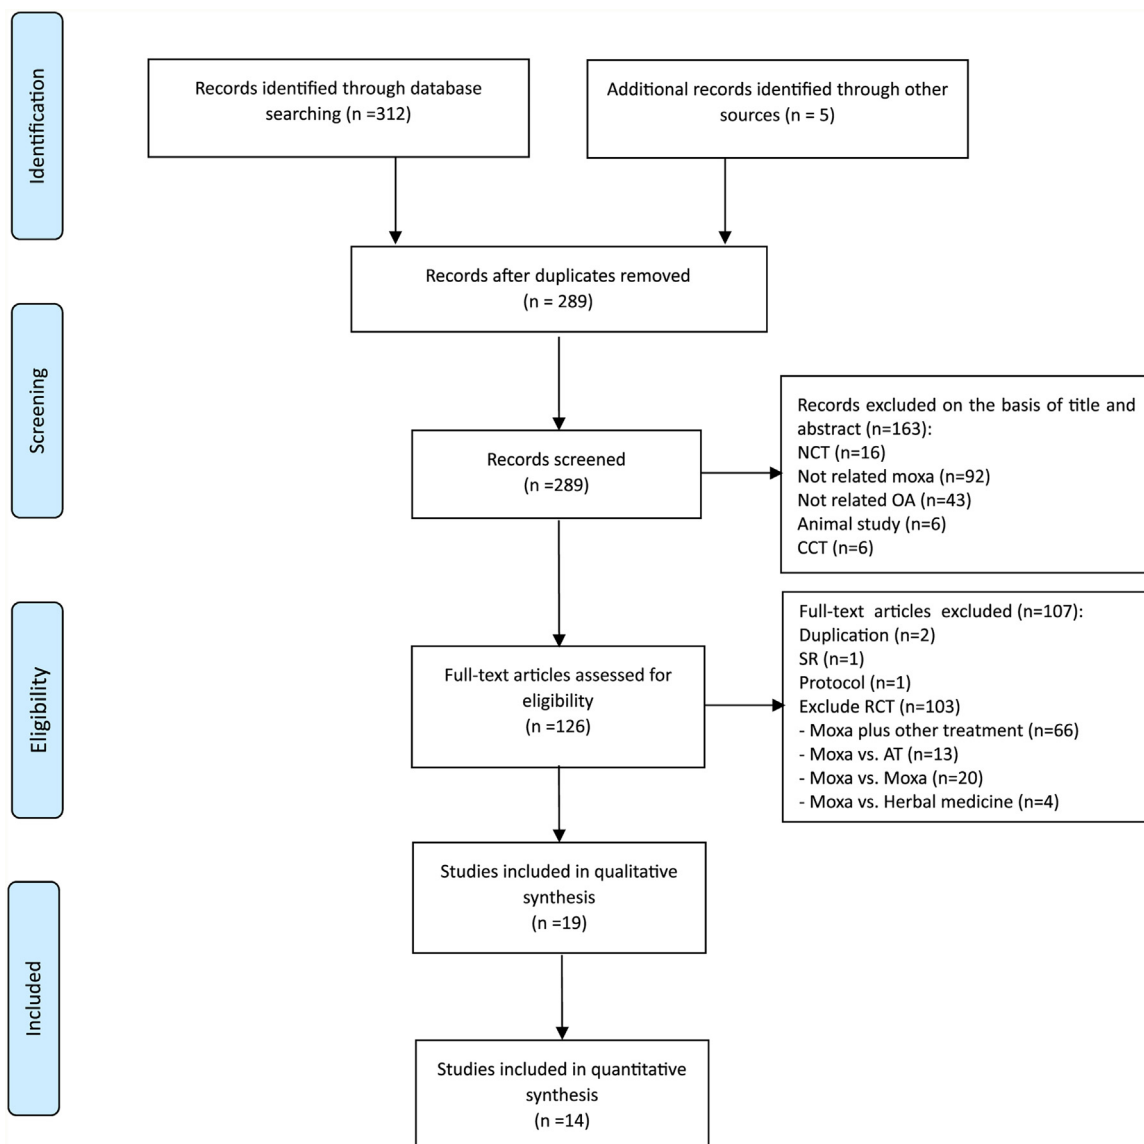 Identification
Records identified through database
searching (n =312)
Additional records identified through other
sources (n = 5)
Records after duplicates removed
(n = 289)
Screening
Records screened
(n =289)
Records excluded on the basis of title and
abstract (n=163):
NCT (n=16)
Not related moxa (n=92)
Not related OA (n=43)
Animal study (n=6)
CCT (n=6)
Eligibility
Full-text articles assessed for
eligibility
(n =126)
Full-text articles excluded (n=107):
Duplication (n=2)
SR (n=1)
Protocol (n=1)
Exclude RCT (n=103)
- Moxa plus other treatment (n=66)
- Moxa vs. AT (n=13)
- Moxa vs. Moxa (n=20)
- Moxa vs. Herbal medicine (n=4)
Studies included in qualitative
synthesis
(n =19)
Included
Studies included in quantitative
synthesis
(n =14)